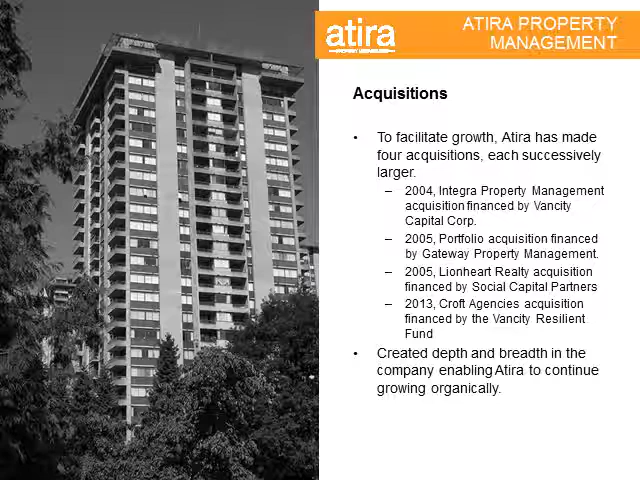 atira
ATIRA PROPERTY
MANAGEMENT
Acquisitions
• To facilitate growth, Atira has made
four acquisitions, each successively
larger.
– 2004, Integra Property Management
acquisition financed by Vancity
Capital Corp.
– 2005, Portfolio acquisition financed
by Gateway Property Management.
– 2005, Lionheart Realty acquisition
financed by Social Capital Partners
– 2013, Croft Agencies acquisition
financed by the Vancity Resilient
Fund
• Created depth and breadth in the
company enabling Atira to continue
growing organically.